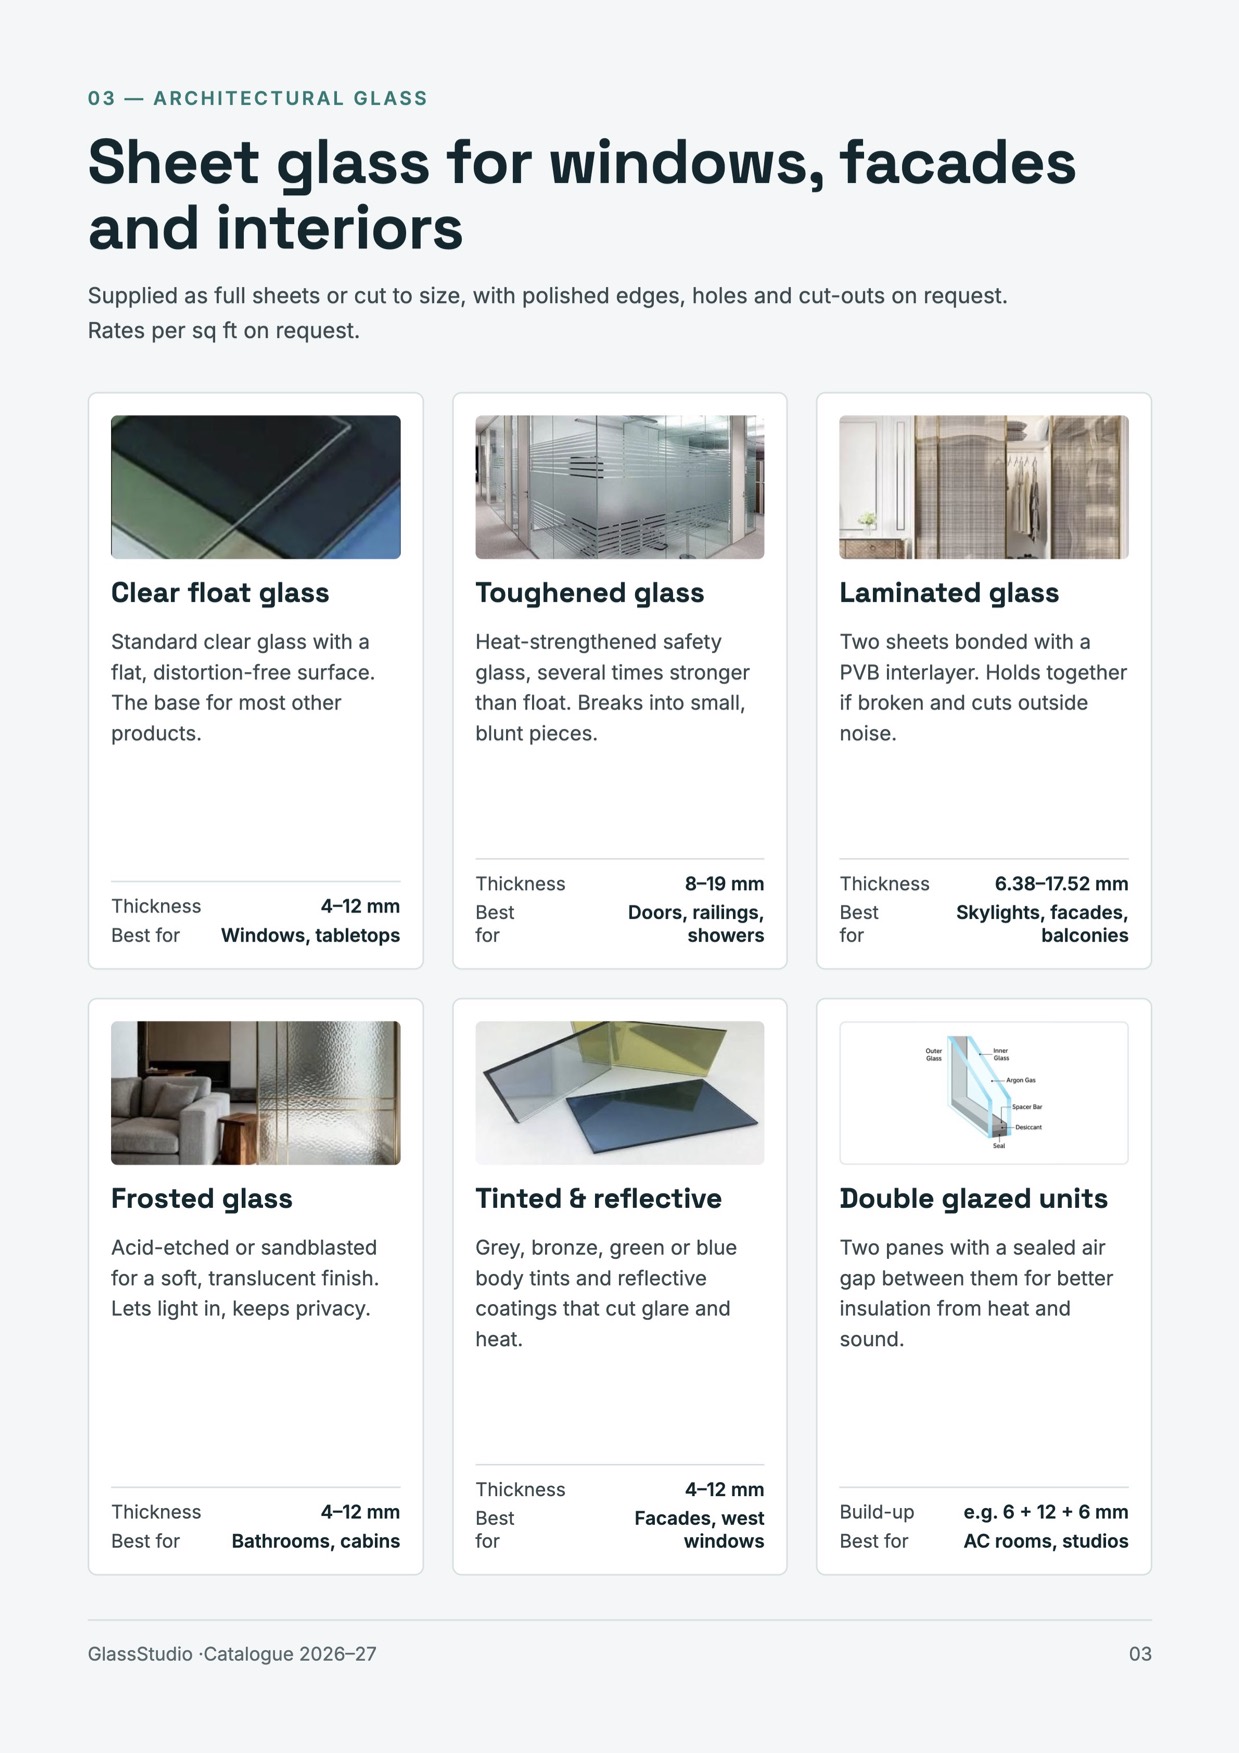 03 — ARCHITECTURAL GLASS
Sheet glass for windows, facades
and interiors
Supplied as full sheets or cut to size, with polished edges, holes and cut-outs on request.
Rates per sq ft on request.
Clear float glass
Standard clear glass with a
flat, distortion-free surface.
The base for most other
products.
Thickness 4–12 mm
Best for Windows, tabletops
Toughened glass
Heat-strengthened safety
glass, several times stronger
than float. Breaks into small,
blunt pieces.
Thickness 8–19 mm
Best Doors, railings,
for showers
Laminated glass
Two sheets bonded with a
PVB interlayer. Holds together
if broken and cuts outside
noise.
Thickness 6.38–17.52 mm
Best Skylights, facades,
for balconies
Frosted glass
Acid-etched or sandblasted
for a soft, translucent finish.
Lets light in, keeps privacy.
Thickness 4–12 mm
Best for Bathrooms, cabins
Tinted & reflective
Grey, bronze, green or blue
body tints and reflective
coatings that cut glare and
heat.
Thickness 4–12 mm
Best Facades, west
for windows
Outer
Glass
Inner
Glass
Argon Gas
Spacer Bar
Desiccant
Seal
Double glazed units
Two panes with a sealed air
gap between them for better
insulation from heat and
sound.
Build-up e.g. 6 + 12 + 6 mm
Best for AC rooms, studios
GlassStudio ·Catalogue 2026–27 03